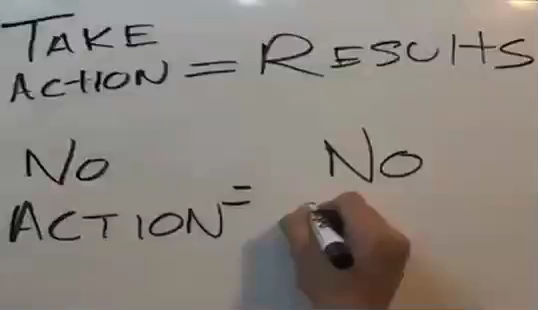 TAKE
ACTION = RESULTS
No No
ACTION =